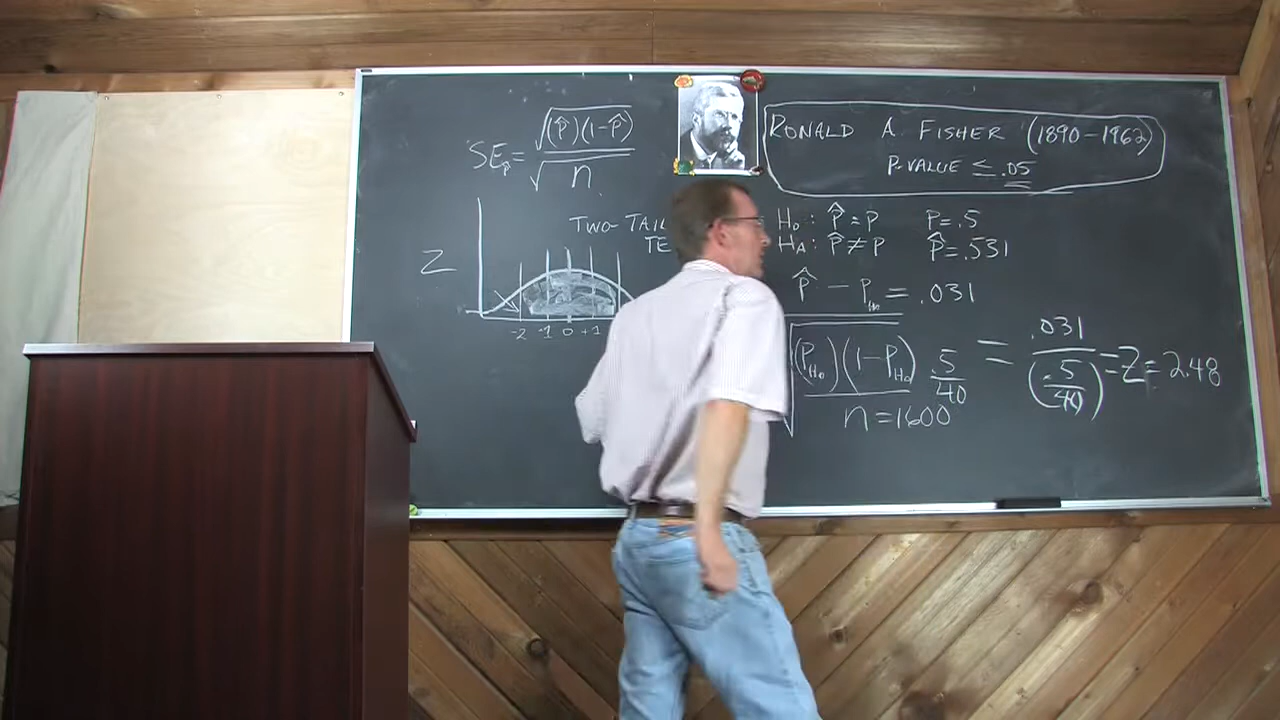 √(P̂)(1-P̂)
SEp̂ = ―
√n
RONALD A FISHER (1890-1962)
P-VALUE ≤ .05
TWO-TAIL
TE
Z
-2 -1 0 +1
H₀: P̂ = P P=.5
HA: P̂ ≠ P P̂=.531
P̂ - PH₀ = .031
√(PH₀)(1-PH₀) / n=1600
.5/40
= .031/(.5/40) = Z = 2.48